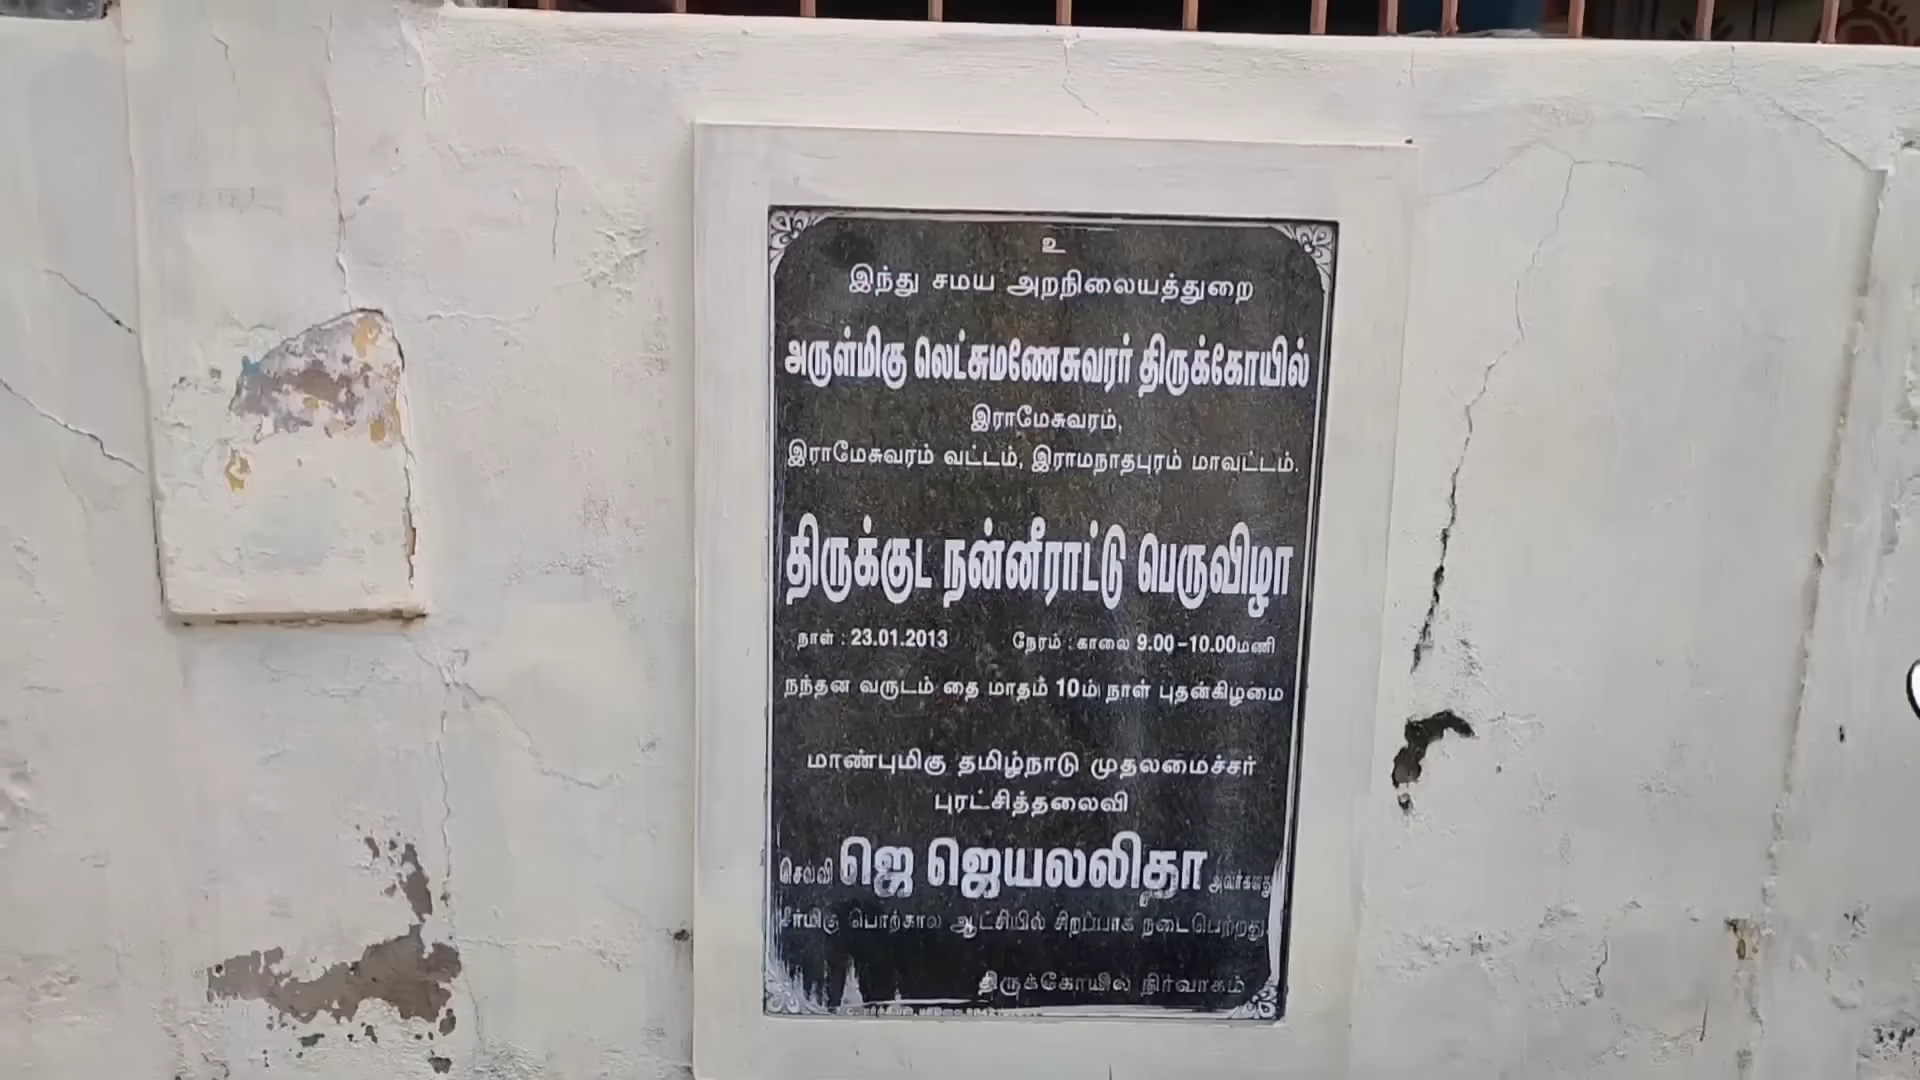 உ
இந்து சமய அறநிலையத்துறை
அருள்மிகு லெட்சுமணேசுவரர் திருக்கோயில்
இராமேசுவரம்,
இராமேசுவரம் வட்டம், இராமநாதபுரம் மாவட்டம்.
திருக்குட நன்னீராட்டு பெருவிழா
நாள் : 23.01.2013 நேரம் : காலை 9.00-10.00மணி
நந்தன வருடம் தை மாதம் 10ம் நாள் புதன்கிழமை
மாண்புமிகு தமிழ்நாடு முதலமைச்சர்
புரட்சித்தலைவி
செல்வி ஜெ ஜெயலலிதா அவர்களது
சீர்மிகு பொற்கால ஆட்சியில் சிறப்பாக நடைபெற்றது.
திருக்கோயில் நிர்வாகம்